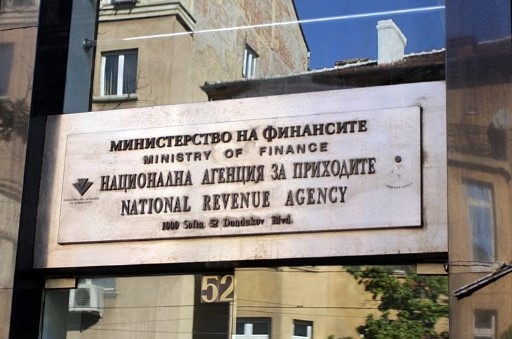 МИНИСТЕРСТВО НА ФИНАНСИТЕ
MINISTRY OF FINANCE
НАЦИОНАЛНА АГЕНЦИЯ ЗА ПРИХОДИТЕ
NATIONAL REVENUE AGENCY
1000 Sofia 52 Dondukov Blvd.
52